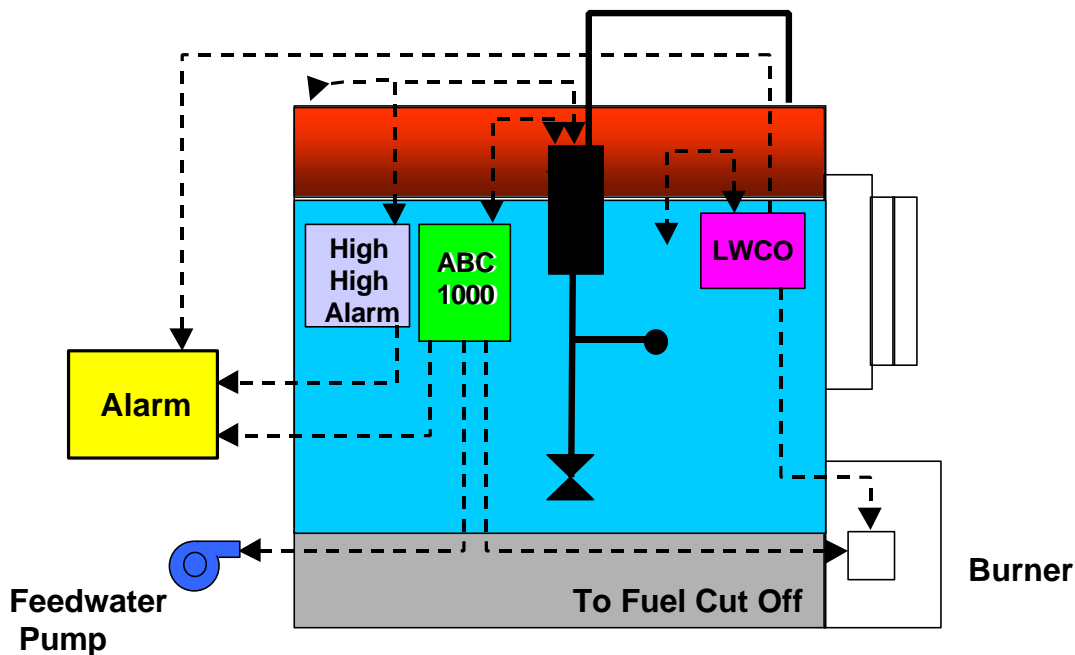 High
High
Alarm
ABC
1000
LWCO
Alarm
Feedwater
Pump
To Fuel Cut Off
Burner